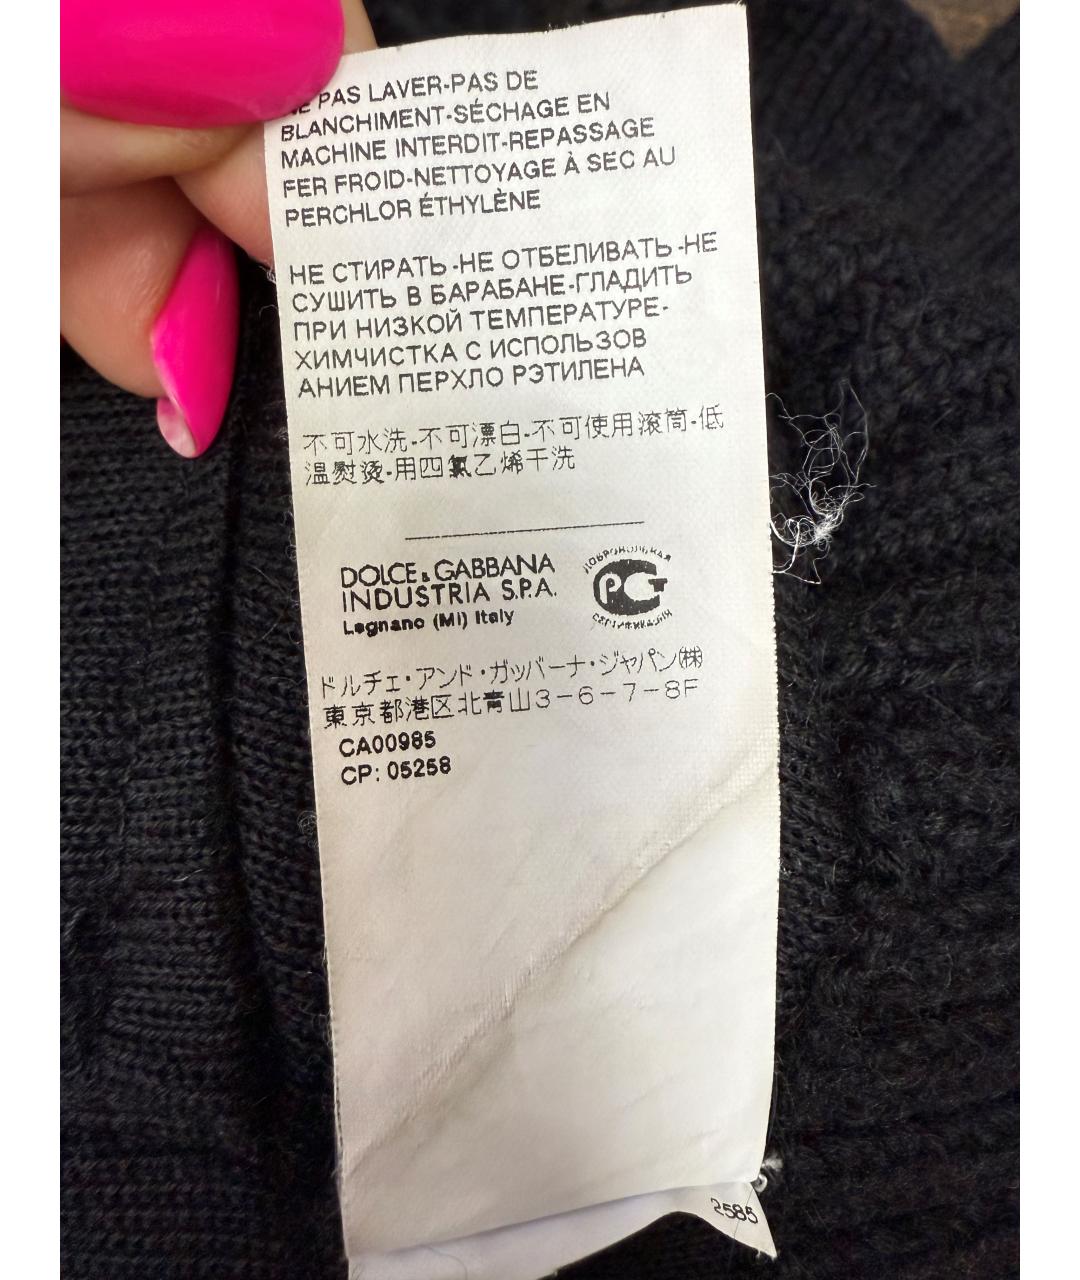 NE PAS LAVER-PAS DE
BLANCHIMENT-SÉCHAGE EN
MACHINE INTERDIT-REPASSAGE
FER FROID-NETTOYAGE À SEC AU
PERCHLOR ÉTHYLÈNE
НЕ СТИРАТЬ-НЕ ОТБЕЛИВАТЬ-НЕ
СУШИТЬ В БАРАБАНЕ-ГЛАДИТЬ
ПРИ НИЗКОЙ ТЕМПЕРАТУРЕ-
ХИМЧИСТКА С ИСПОЛЬЗОВ
АНИЕМ ПЕРХЛО РЭТИЛЕНА
不可水洗-不可漂白-不可使用滚筒-低
温熨烫-用四氯乙烯干洗
DOLCE & GABBANA
INDUSTRIA S.P.A.
Legnano (MI) Italy
ДОБРОВОЛЬНАЯ
РСТ
СЕРТИФИКАЦИЯ
ドルチェ・アンド・ガッバーナ・ジャパン㈱
東京都港区北青山3-6-7-8F
CA00985
CP: 05258
2585